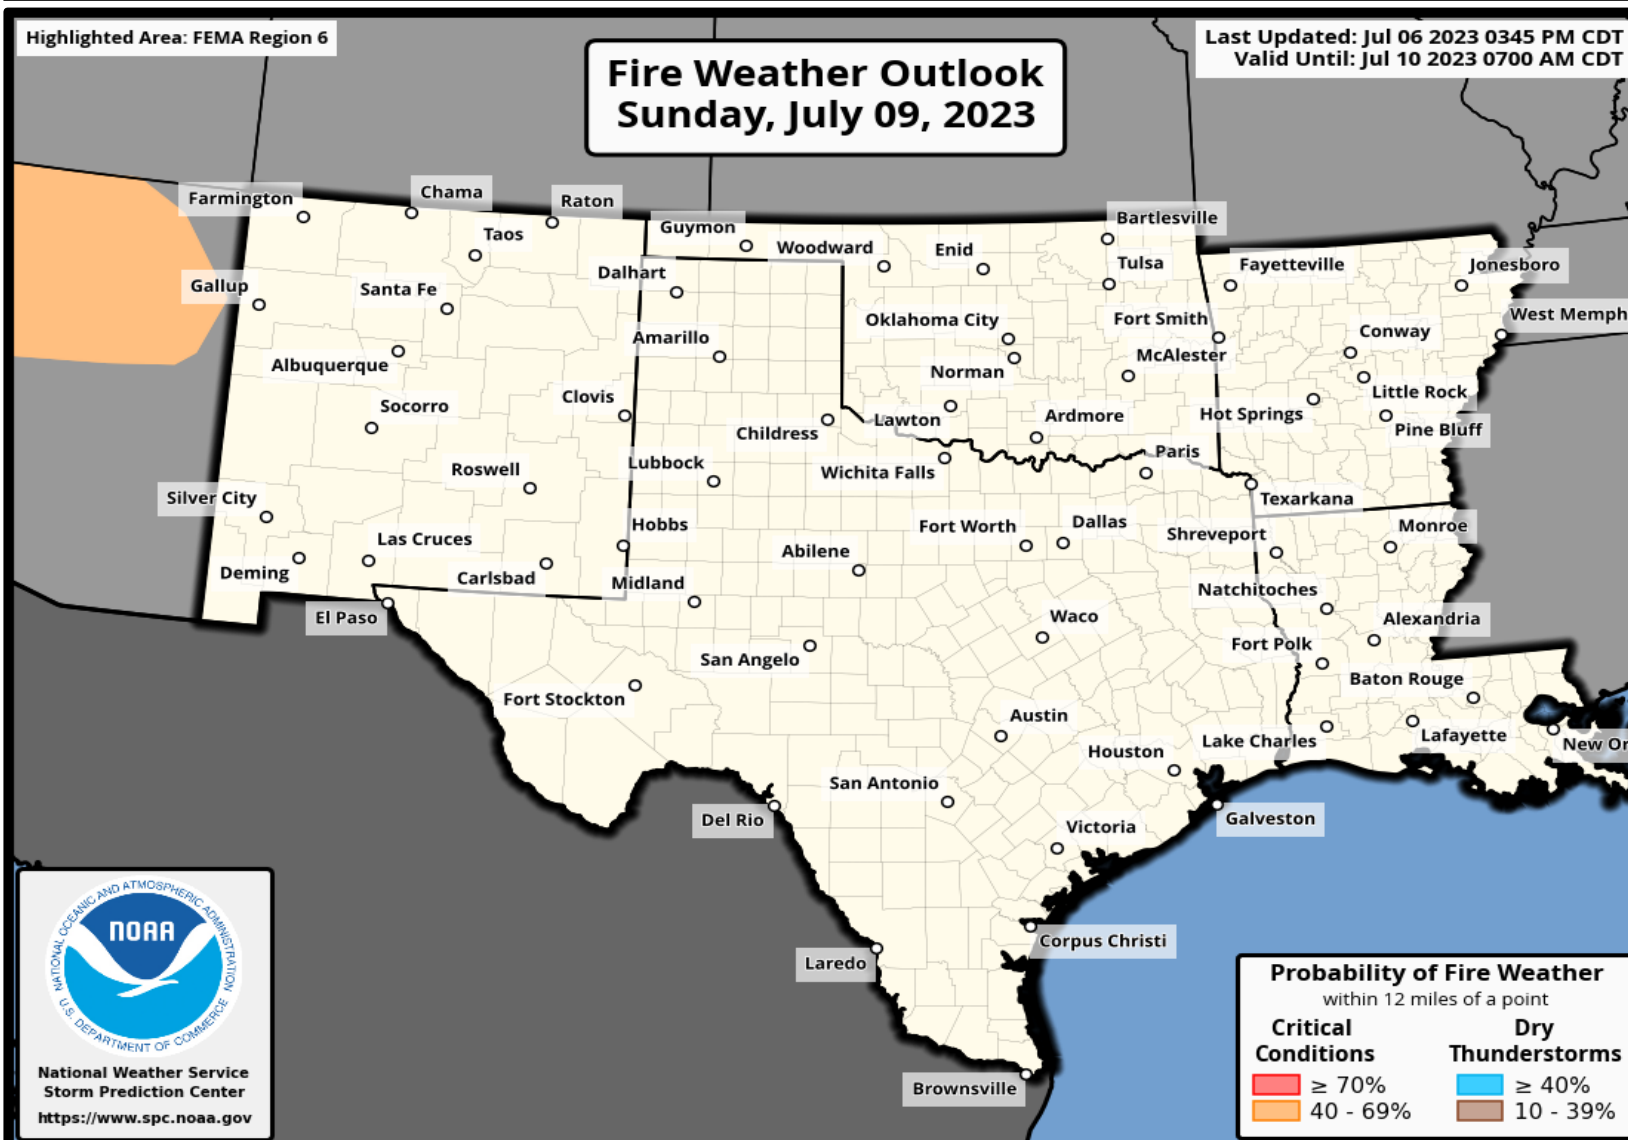 Highlighted Area: FEMA Region 6
Last Updated: Jul 06 2023 0345 PM CDT
Valid Until: Jul 10 2023 0700 AM CDT
Fire Weather Outlook
Sunday, July 09, 2023
Farmington
Chama
Raton
Taos
Guymon
Woodward
Enid
Bartlesville
Tulsa
Fayetteville
Jonesboro
Gallup
Santa Fe
Dalhart
Oklahoma City
Fort Smith
West Memph
Amarillo
Conway
Albuquerque
Norman
McAlester
Little Rock
Socorro
Clovis
Childress
Lawton
Ardmore
Hot Springs
Pine Bluff
Roswell
Lubbock
Wichita Falls
Paris
Silver City
Texarkana
Las Cruces
Hobbs
Abilene
Fort Worth
Dallas
Shreveport
Monroe
Deming
Carlsbad
Midland
Natchitoches
El Paso
Waco
Alexandria
San Angelo
Fort Polk
Fort Stockton
Baton Rouge
Austin
Houston
Lake Charles
Lafayette
New Or
San Antonio
Del Rio
Victoria
Galveston
Corpus Christi
Laredo
Brownsville
NATIONAL OCEANIC AND ATMOSPHERIC ADMINISTRATION
NOAA
U.S. DEPARTMENT OF COMMERCE
National Weather Service
Storm Prediction Center
https://www.spc.noaa.gov
Probability of Fire Weather
within 12 miles of a point
Critical Conditions
≥ 70%
40 - 69%
Dry Thunderstorms
≥ 40%
10 - 39%